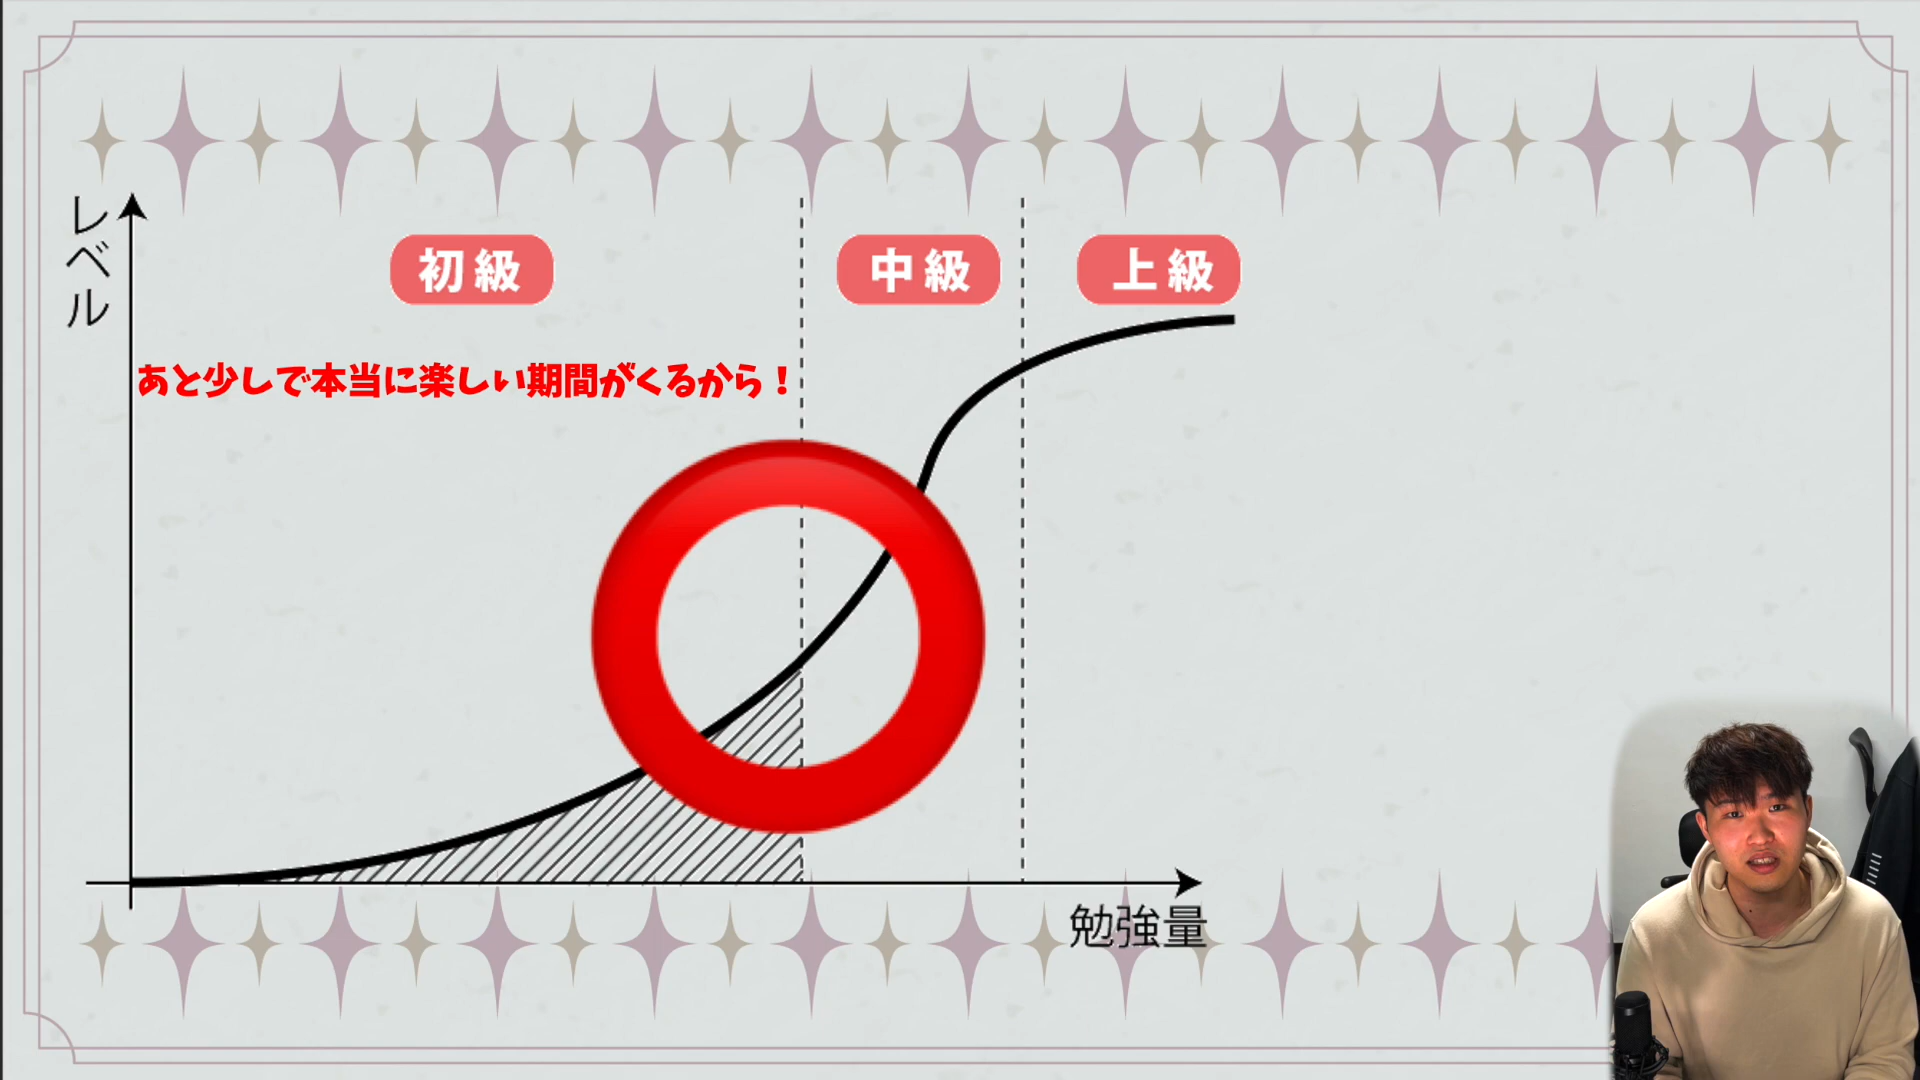 レベル
初級
中級
上級
あと少しで本当に楽しい期間がくるから！
勉強量